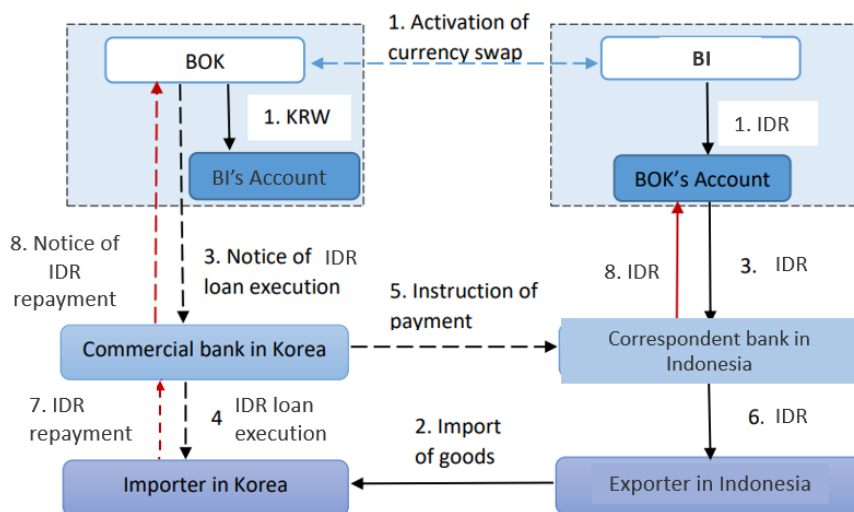 1. Activation of
currency swap
BOK
BI
1. KRW
1. IDR
BI's Account
BOK's Account
8. Notice of
IDR
repayment
3. Notice of IDR
loan execution
8. IDR
3. IDR
5. Instruction of
payment
Commercial bank in Korea
Correspondent bank in
Indonesia
7. IDR
repayment
4 IDR loan
execution
6. IDR
2. Import
of goods
Importer in Korea
Exporter in Indonesia